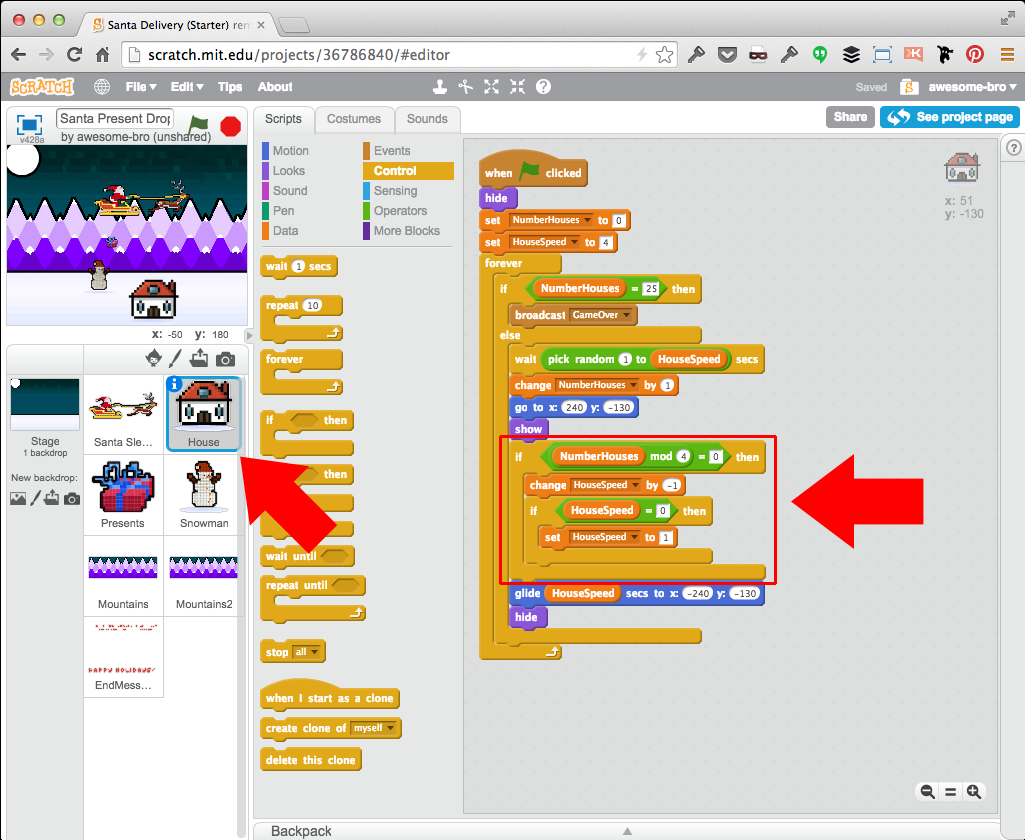 Santa Delivery (Starter) rem
scratch.mit.edu/projects/36786840/#editor
SCRATCH
File
Edit
Tips
About
Saved
awesome-bro
v428a
Santa Present Drop
by awesome-bro (unshared)
Scripts
Costumes
Sounds
Share
See project page
Motion
Events
Looks
Control
Sound
Sensing
Pen
Operators
Data
More Blocks
x: -50 y: 180
Stage
1 backdrop
New backdrop:
Santa Sle...
House
Presents
Snowman
Mountains
Mountains2
HAPPY HOLIDAYS!
EndMess...
wait 1 secs
repeat 10
forever
if then
then
wait until
repeat until
stop all
when I start as a clone
create clone of myself
delete this clone
when clicked
hide
set NumberHouses to 0
set HouseSpeed to 4
forever
if NumberHouses = 25 then
broadcast GameOver
else
wait pick random 1 to HouseSpeed secs
change NumberHouses by 1
go to x: 240 y: -130
show
if NumberHouses mod 4 = 0 then
change HouseSpeed by -1
if HouseSpeed = 0 then
set HouseSpeed to 1
glide HouseSpeed secs to x: -240 y: -130
hide
x: 51
y: -130
Backpack